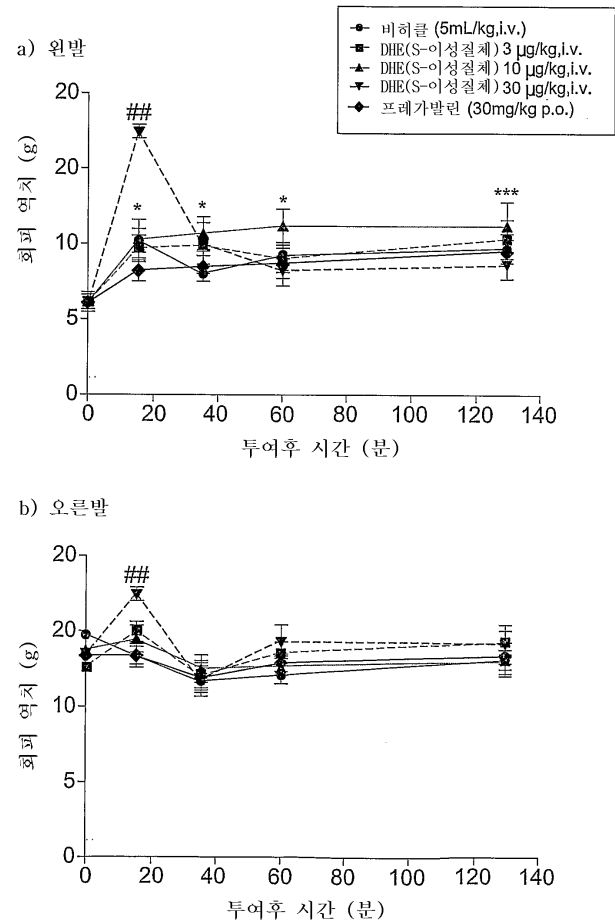 a) 왼발
비히클 (5mL/kg,i.v.)
DHE(S-이성질체) 3 µg/kg,i.v.
DHE(S-이성질체) 10 µg/kg,i.v.
DHE(S-이성질체) 30 µg/kg,i.v.
프레가발린 (30mg/kg p.o.)
회피 역치 (g)
20
20
10
5
0
##
*
*
*
***
0 20 40 60 80 100 120 140
투여후 시간 (분)
b) 오른발
회피 역치 (g)
20
20
10
5
0
##
0 20 40 60 80 100 120 140
투여후 시간 (분)